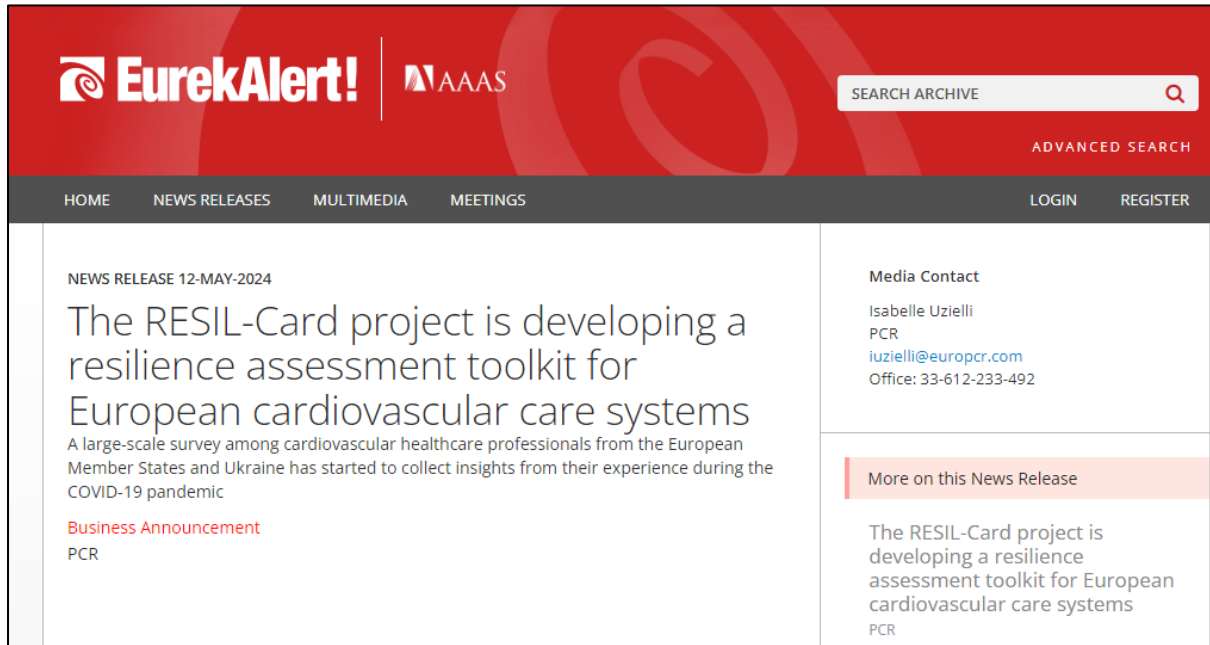 EurekAlert!
AAAS
SEARCH ARCHIVE
ADVANCED SEARCH
HOME NEWS RELEASES MULTIMEDIA MEETINGS LOGIN REGISTER
NEWS RELEASE 12-MAY-2024
The RESIL-Card project is developing a
resilience assessment toolkit for
European cardiovascular care systems
A large-scale survey among cardiovascular healthcare professionals from the European
Member States and Ukraine has started to collect insights from their experience during the
COVID-19 pandemic
Business Announcement
PCR
Media Contact
Isabelle Uzielli
PCR
iuzielli@europcr.com
Office: 33-612-233-492
More on this News Release
The RESIL-Card project is
developing a resilience
assessment toolkit for European
cardiovascular care systems
PCR